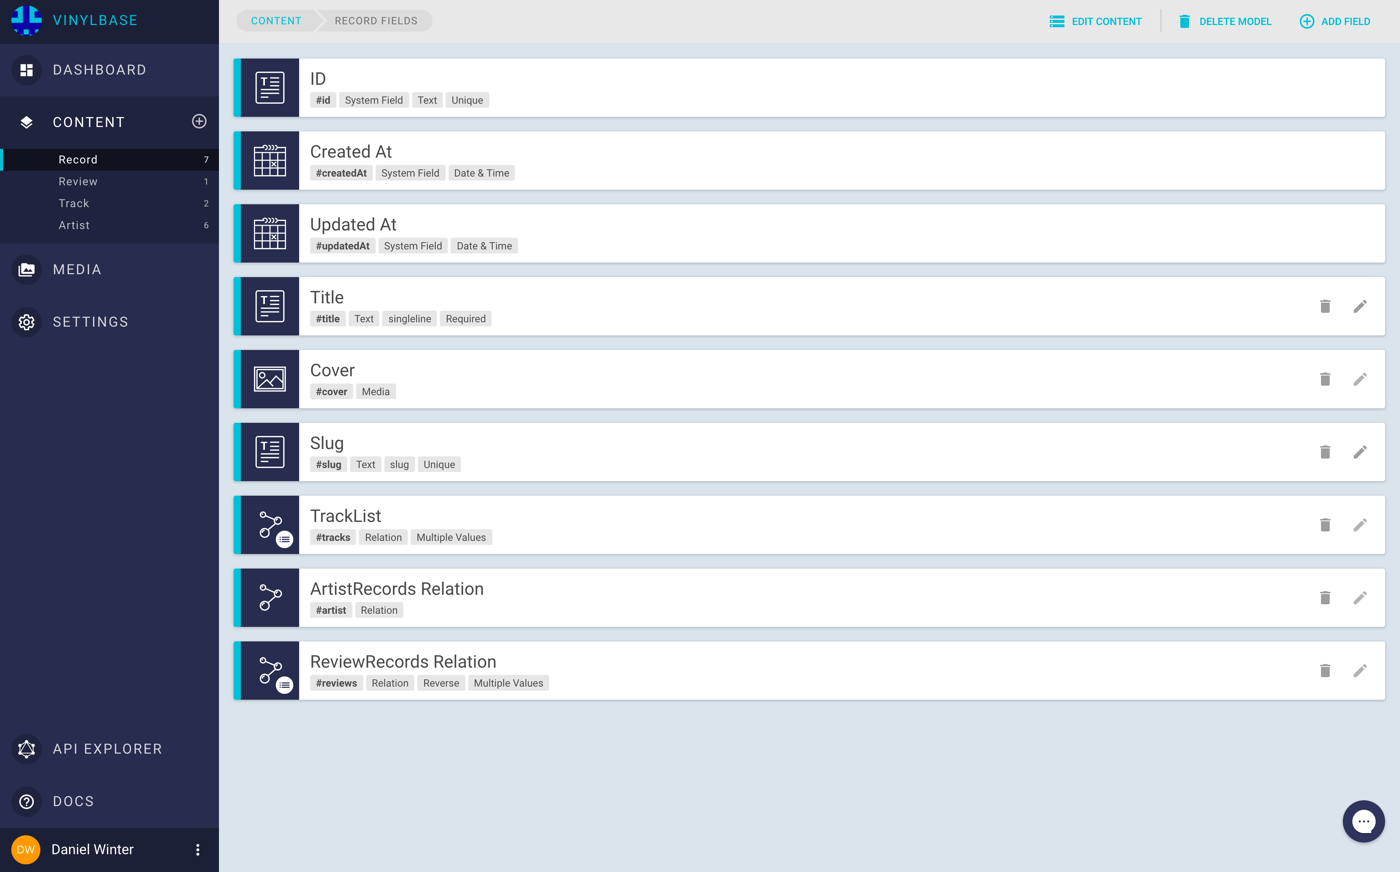 VINYLBASE
DASHBOARD
CONTENT
Record 7
Review 1
Track 2
Artist 6
MEDIA
SETTINGS
API EXPLORER
DOCS
DW Daniel Winter
CONTENT RECORD FIELDS
EDIT CONTENT DELETE MODEL ADD FIELD
ID
#id System Field Text Unique
Created At
#createdAt System Field Date & Time
Updated At
#updatedAt System Field Date & Time
Title
#title Text singleline Required
Cover
#cover Media
Slug
#slug Text slug Unique
TrackList
#tracks Relation Multiple Values
ArtistRecords Relation
#artist Relation
ReviewRecords Relation
#reviews Relation Reverse Multiple Values